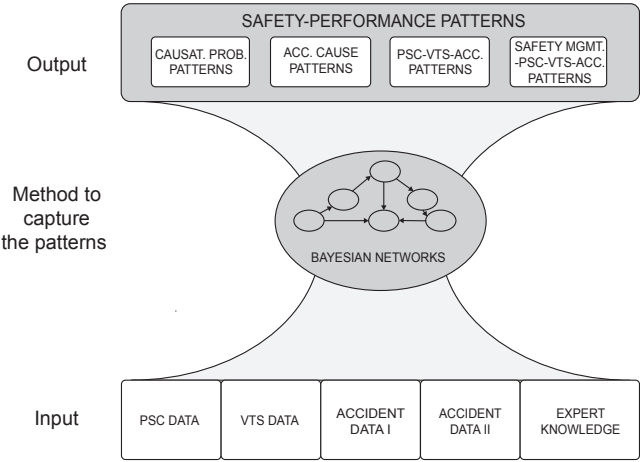 SAFETY-PERFORMANCE PATTERNS
Output
CAUSAT. PROB.
PATTERNS
ACC. CAUSE
PATTERNS
PSC-VTS-ACC.
PATTERNS
SAFETY MGMT.
-PSC-VTS-ACC.
PATTERNS
Method to
capture
the patterns
BAYESIAN NETWORKS
Input
PSC DATA
VTS DATA
ACCIDENT
DATA I
ACCIDENT
DATA II
EXPERT
KNOWLEDGE